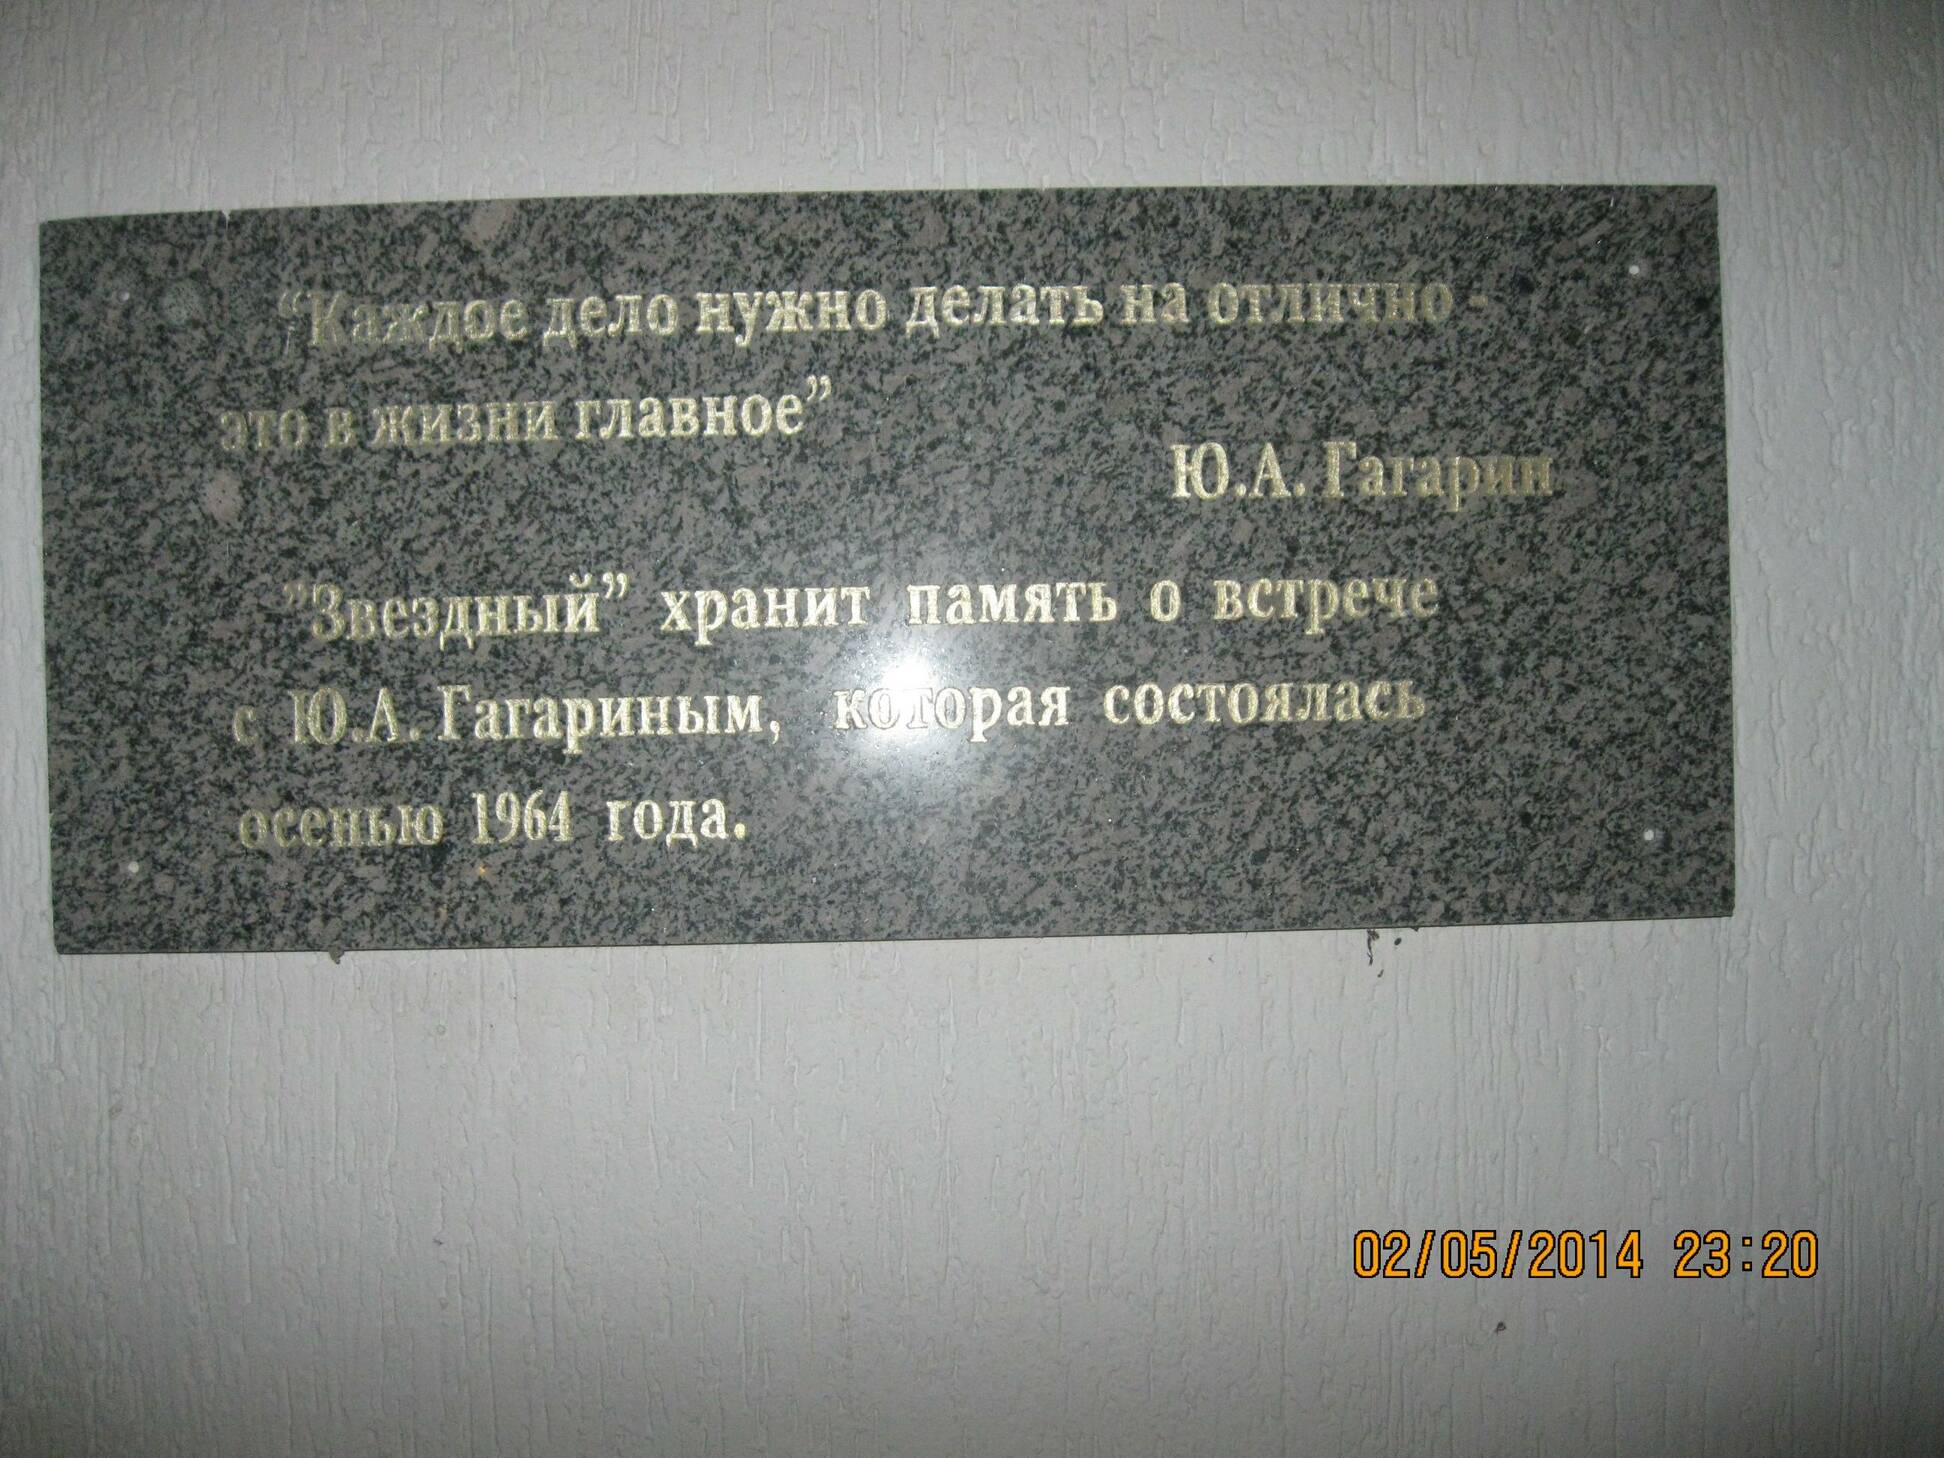 “Каждое дело нужно делать на отлично -
это в жизни главное”
Ю.А. Гагарин
”Звездный” хранит память о встрече
с Ю.А. Гагариным, которая состоялась
осенью 1964 года.
02/05/2014 23:20